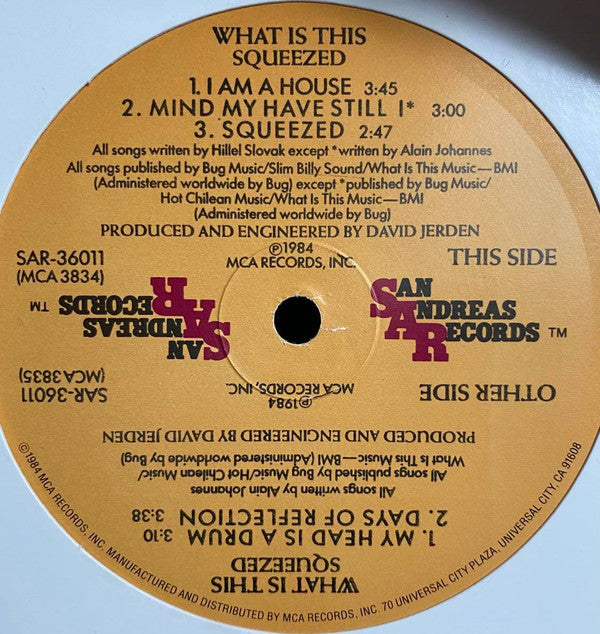 WHAT IS THIS
SQUEEZED
1. I AM A HOUSE 3:45
2. MIND MY HAVE STILL I* 3:00
3. SQUEEZED 2:47
All songs written by Hillel Slovak except *written by Alain Johannes
All songs published by Bug Music/Slim Billy Sound/What Is This Music—BMI
(Administered worldwide by Bug) except *published by Bug Music/
Hot Chilean Music/What Is This Music—BMI
(Administered worldwide by Bug)
PRODUCED AND ENGINEERED BY DAVID JERDEN
℗1984
MCA RECORDS, INC.
SAR-36011
(MCA 3834)
THIS SIDE
SAN
ANDREAS
RECORDS ™
WHAT IS THIS
SQUEEZED
1. MY HEAD IS A DRUM 3:10
2. DAYS OF REFLECTION 3:38
All songs written by Alain Johannes
All songs published by Bug Music/Hot Chilean Music/
What Is This Music—BMI (Administered worldwide by Bug)
PRODUCED AND ENGINEERED BY DAVID JERDEN
℗1984
MCA RECORDS, INC.
OTHER SIDE
SAR-36011
(MCA 3835)
SAN
ANDREAS
RECORDS ™
©1984 MCA RECORDS, INC. MANUFACTURED AND DISTRIBUTED BY MCA RECORDS, INC. 70 UNIVERSAL CITY PLAZA, UNIVERSAL CITY, CA 91608